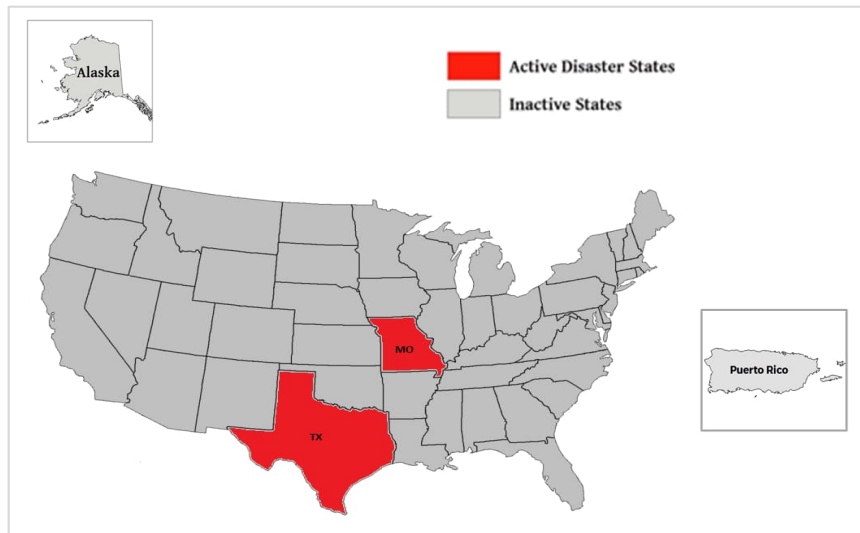 Alaska
Active Disaster States
Inactive States
MO
Puerto Rico
TX